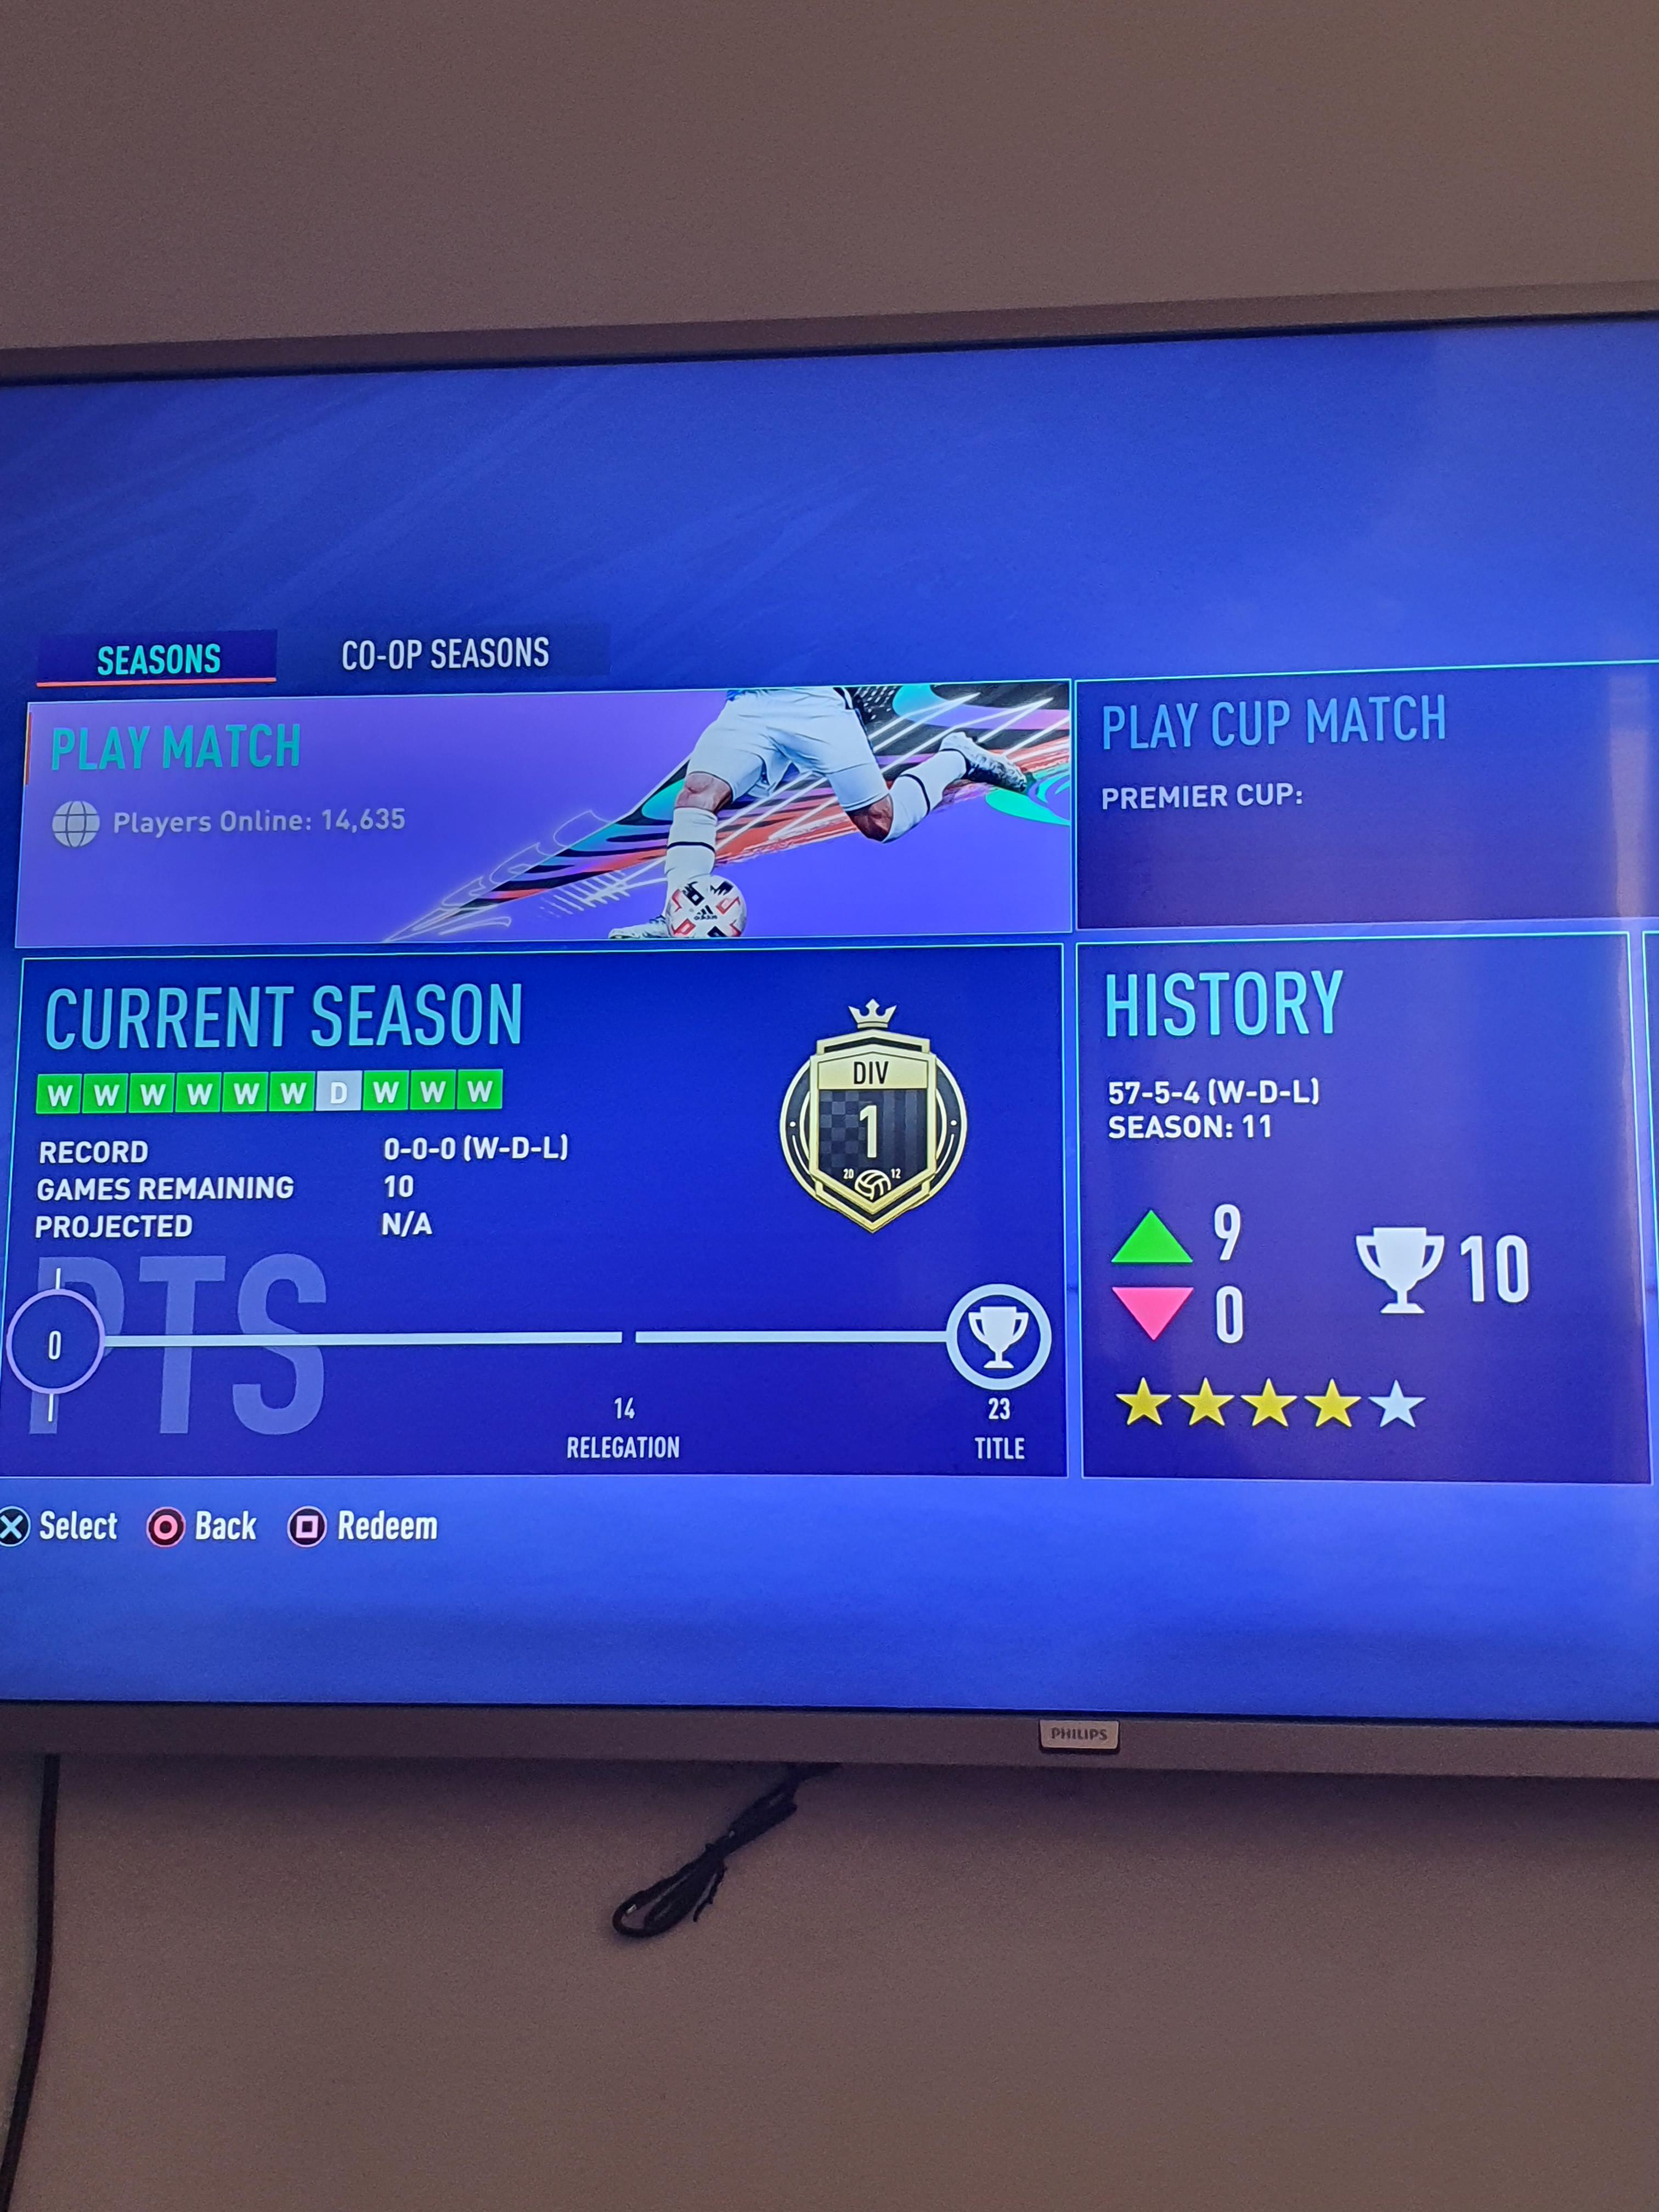 SEASONS
CO-OP SEASONS
PLAY MATCH
Players Online: 14,635
PLAY CUP MATCH
PREMIER CUP:
CURRENT SEASON
W W W W W W D W W W
RECORD 0-0-0 (W-D-L)
GAMES REMAINING 10
PROJECTED N/A
DIV
1
20 12
PTS
0
14
RELEGATION
23
TITLE
HISTORY
57-5-4 (W-D-L)
SEASON: 11
9
0
10
Select
Back
Redeem
PHILIPS